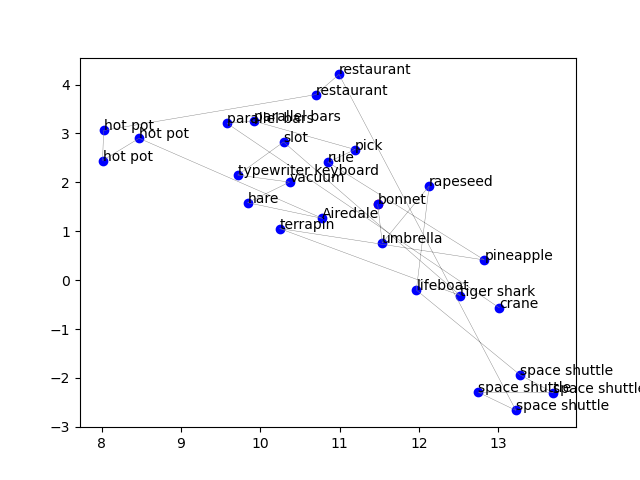 restaurant
4
restaurant
hot pot
parallel bars
parallel bars
hot pot
3
slot
pick
hot pot
rule
typewriter keyboard
vacuum
rapeseed
2
hare
bonnet
Airedale
terrapin
1
umbrella
pineapple
0
lifeboat
tiger shark
crane
−1
space shuttle
−2
space shuttle
space shuttle
space shuttle
−3
8 9 10 11 12 13